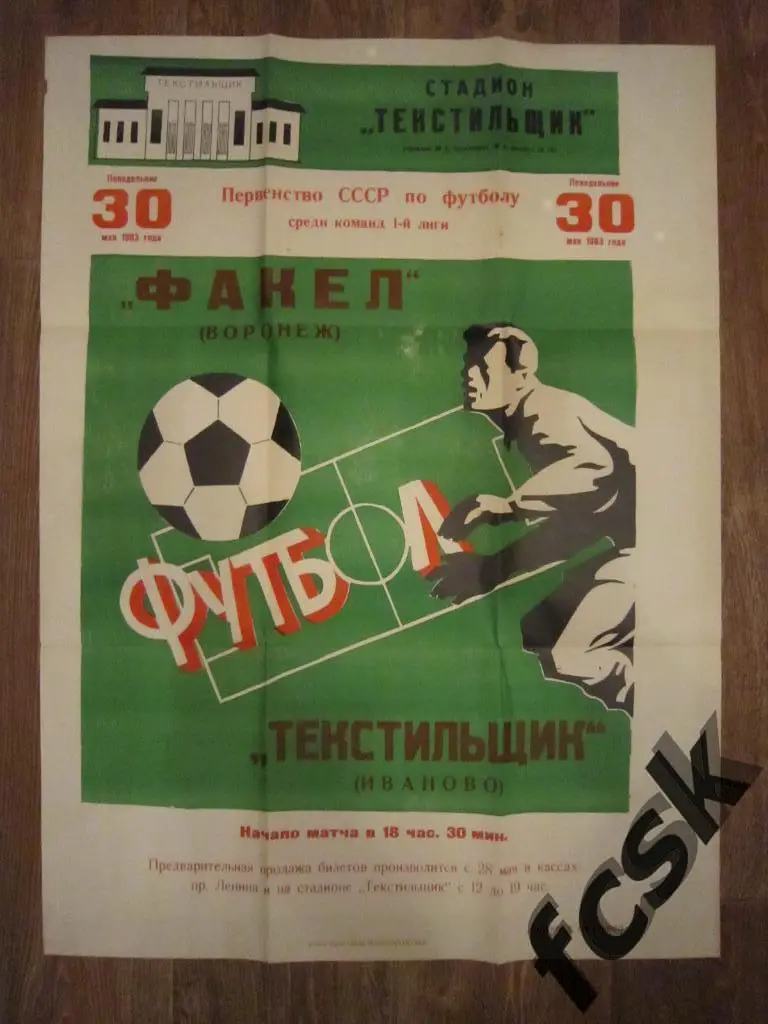 ТЕКСТИЛЬЩИК
СТАДИОН
„ТЕКСТИЛЬЩИК“
Понедельник
30
мая 1983 года
Первенство СССР по футболу
среди команд 1-й лиги
Понедельник
30
мая 1983 года
„ФАКЕЛ“
(ВОРОНЕЖ)
ФУТБОЛ
„ТЕКСТИЛЬЩИК“
(ИВАНОВО)
Начало матча в 18 час. 30 мин.
Предварительная продажа билетов производится с 28 мая в кассах
пр. Ленина и на стадионе „Текстильщик“ с 12 до 19 час.
fcsk